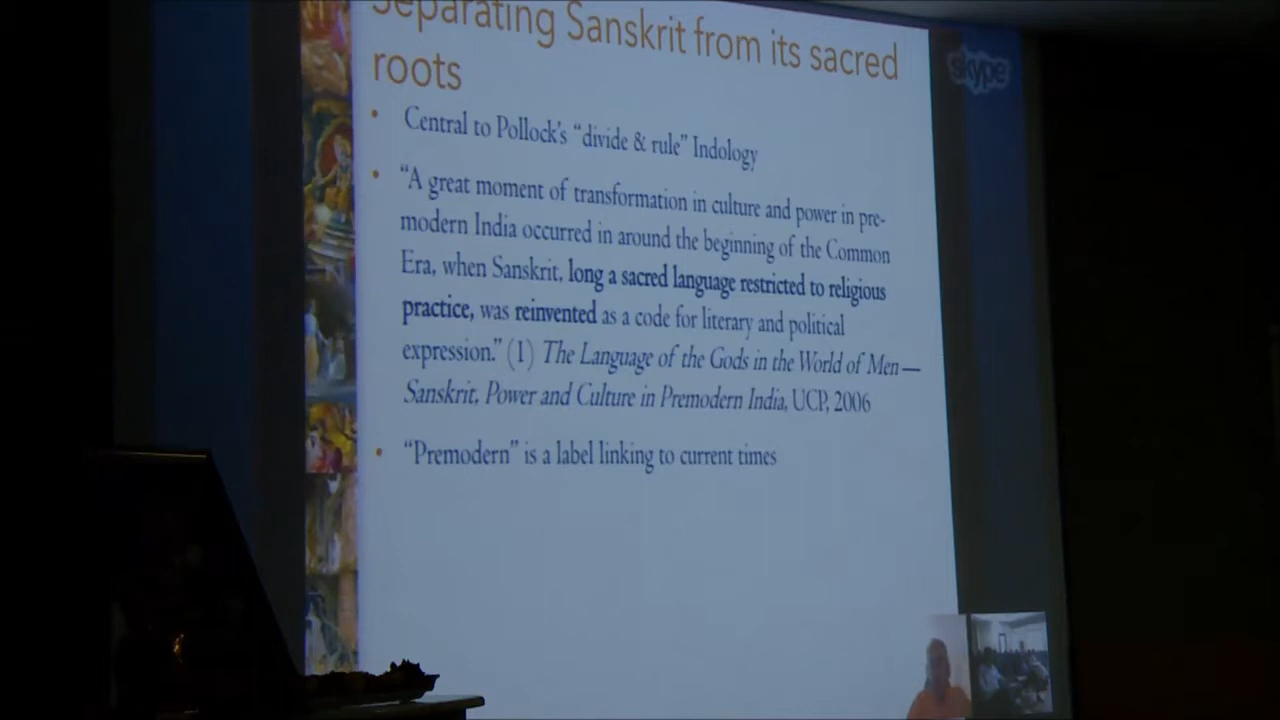 Separating Sanskrit from its sacred
roots
• Central to Pollock's “divide & rule” Indology
• “A great moment of transformation in culture and power in pre-
modern India occurred in around the beginning of the Common
Era, when Sanskrit, long a sacred language restricted to religious
practice, was reinvented as a code for literary and political
expression.” (1) The Language of the Gods in the World of Men—
Sanskrit, Power and Culture in Premodern India, UCP, 2006
• “Premodern” is a label linking to current times
skype